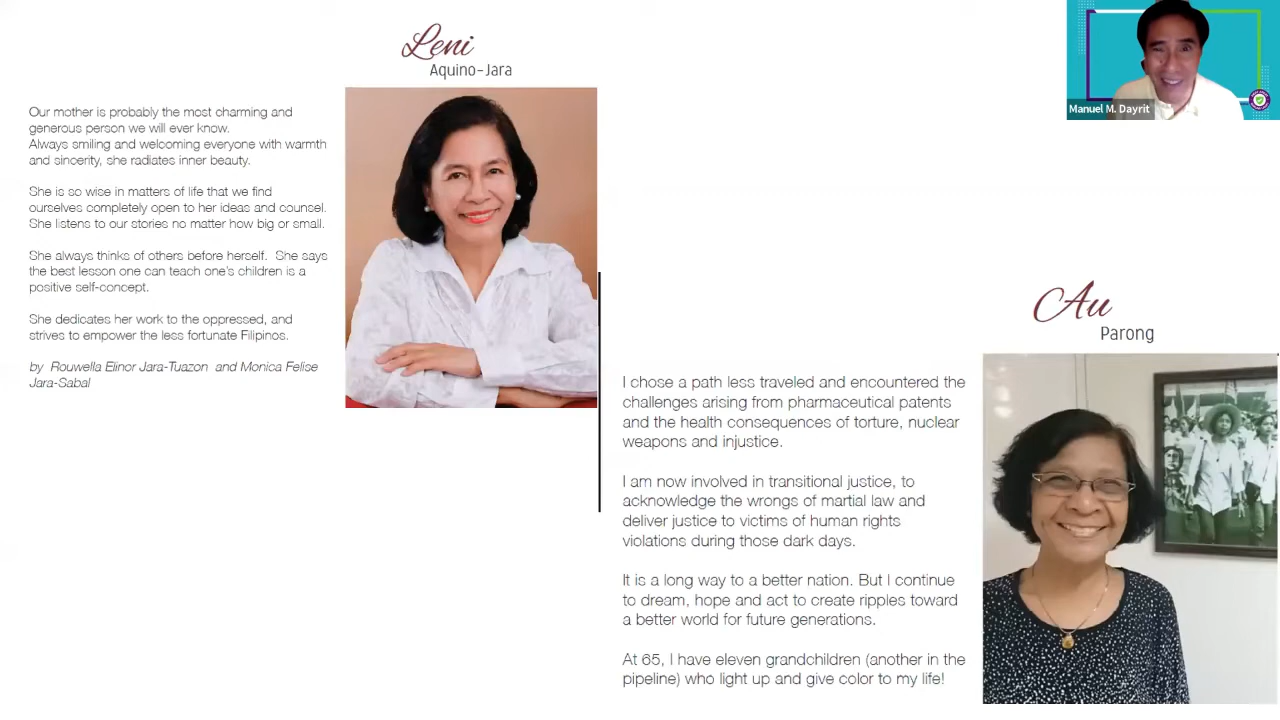 Leni
Aquino-Jara
Our mother is probably the most charming and
generous person we will ever know.
Always smiling and welcoming everyone with warmth
and sincerity, she radiates inner beauty.
She is so wise in matters of life that we find
ourselves completely open to her ideas and counsel.
She listens to our stories no matter how big or small.
She always thinks of others before herself.  She says
the best lesson one can teach one's children is a
positive self-concept.
She dedicates her work to the oppressed, and
strives to empower the less fortunate Filipinos.
by  Rouwella Elinor Jara-Tuazon  and Monica Felise
Jara-Sabal
Manuel M. Dayrit
Au
Parong
I chose a path less traveled and encountered the
challenges arising from pharmaceutical patents
and the health consequences of torture, nuclear
weapons and injustice.
I am now involved in transitional justice, to
acknowledge the wrongs of martial law and
deliver justice to victims of human rights
violations during those dark days.
It is a long way to a better nation. But I continue
to dream, hope and act to create ripples toward
a better world for future generations.
At 65, I have eleven grandchildren (another in the
pipeline) who light up and give color to my life!